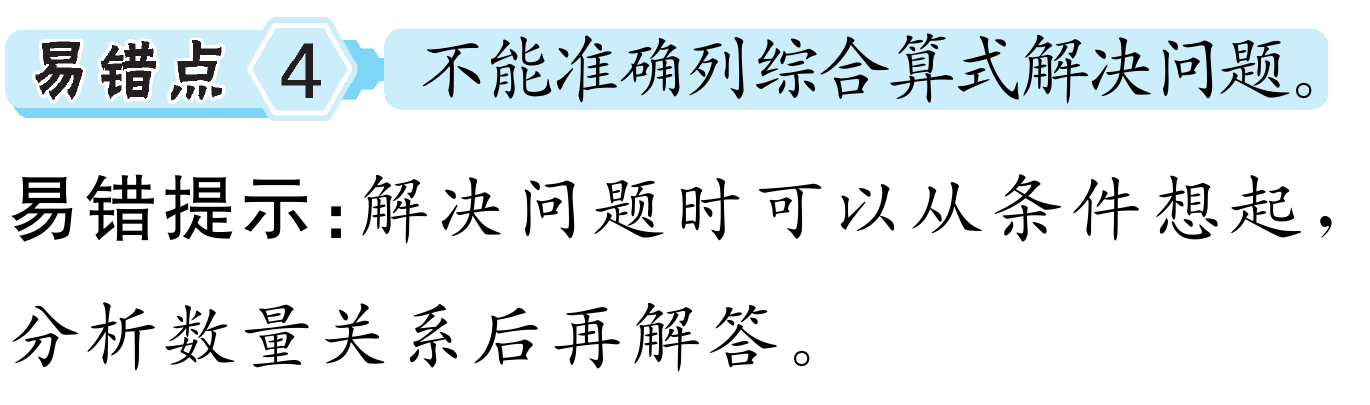 易错点 4 不能准确列综合算式解决问题。
易错提示:解决问题时可以从条件想起,
分析数量关系后再解答。